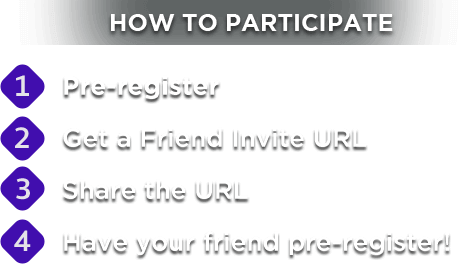 HOW TO PARTICIPATE
1 Pre-register
2 Get a Friend Invite URL
3 Share the URL
4 Have your friend pre-register!